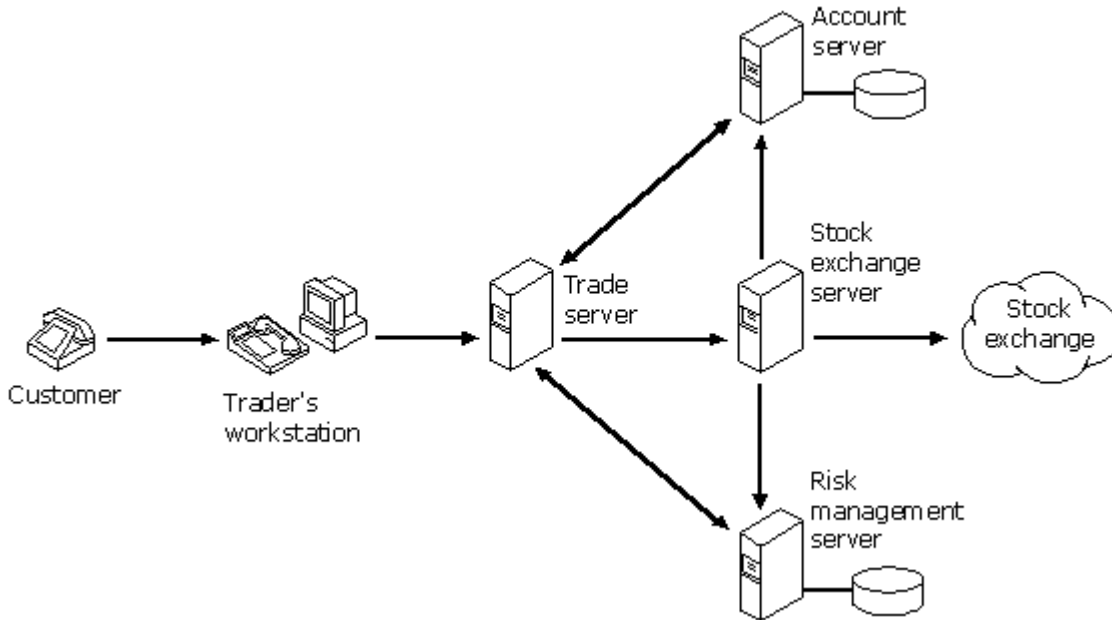 Account
server
Stock
exchange
server
Trade
server
Stock
exchange
Customer
Trader's
workstation
Risk
management
server